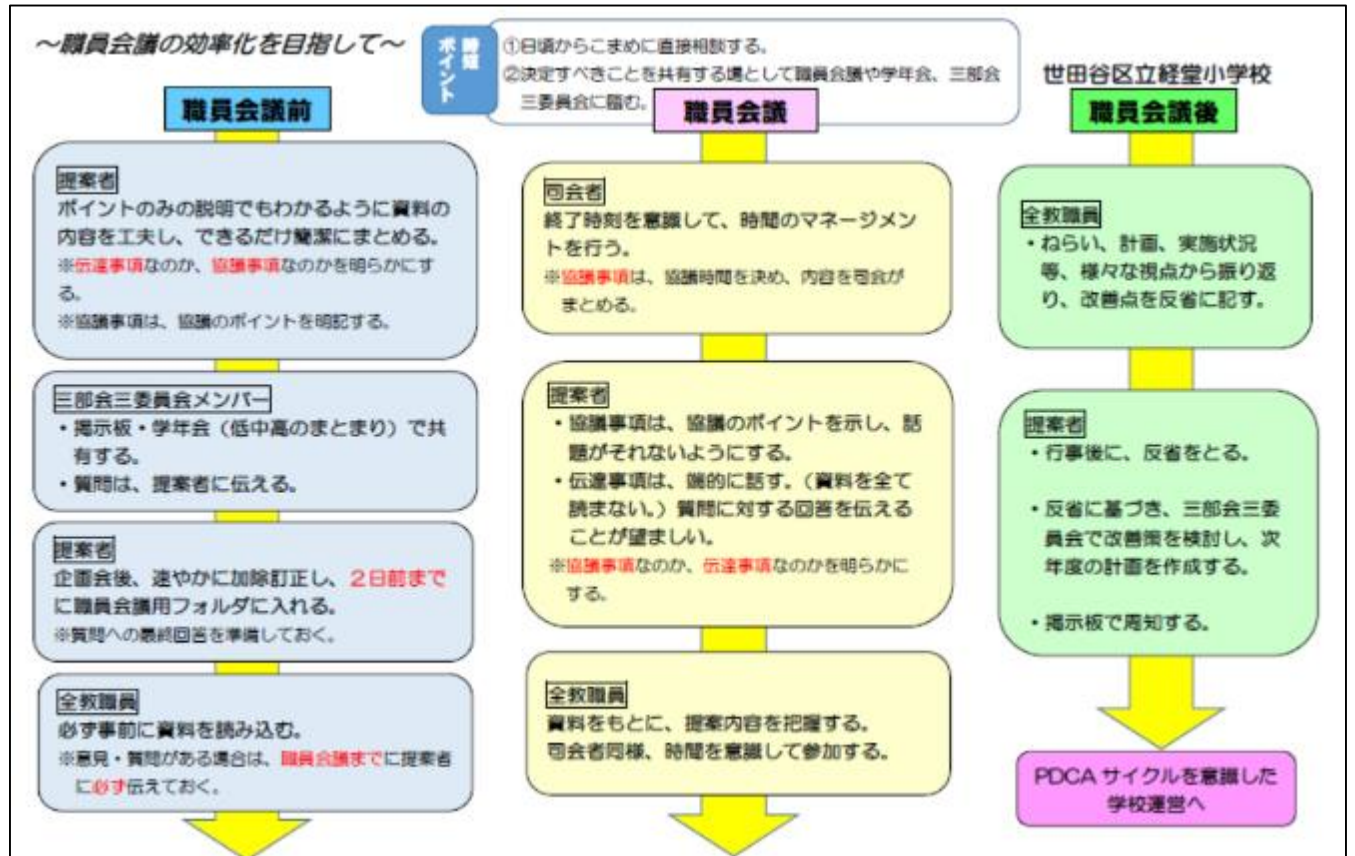 ~職員会議の効率化を目指して~
時短
ポイント
①日頃からこまめに直接相談する。
②決定すべきことを共有する場として職員会議や学年会、三部会
三委員会に臨む。
世田谷区立経堂小学校
職員会議前
提案者
ポイントのみの説明でもわかるように資料の
内容を工夫し、できるだけ簡潔にまとめる。
※伝達事項なのか、協議事項なのかを明らかにす
る。
※協議事項は、協議のポイントを明記する。
三部会三委員会メンバー
・掲示板・学年会(低中高のまとまり)で共
有する。
・質問は、提案者に伝える。
提案者
企画会後、速やかに加除訂正し、2日前まで
に職員会議用フォルダに入れる。
※質問への最終回答を準備しておく。
全教職員
必ず事前に資料を読み込む。
※意見・質問がある場合は、職員会議までに提案者
に必ず伝えておく。
職員会議
司会者
終了時刻を意識して、時間のマネージメン
トを行う。
※協議事項は、協議時間を決め、内容を司会が
まとめる。
提案者
・協議事項は、協議のポイントを示し、話
題がそれないようにする。
・伝達事項は、端的に話す。(資料を全て
読まない。)質問に対する回答を伝える
ことが望ましい。
※協議事項なのか、伝達事項なのかを明らかに
する。
全教職員
資料をもとに、提案内容を把握する。
司会者同様、時間を意識して参加する。
職員会議後
全教職員
・ねらい、計画、実施状況
等、様々な視点から振り返
り、改善点を反省に記す。
提案者
・行事後に、反省をとる。
・反省に基づき、三部会三委
員会で改善策を検討し、次
年度の計画を作成する。
・掲示板で周知する。
PDCAサイクルを意識した
学校運営へ